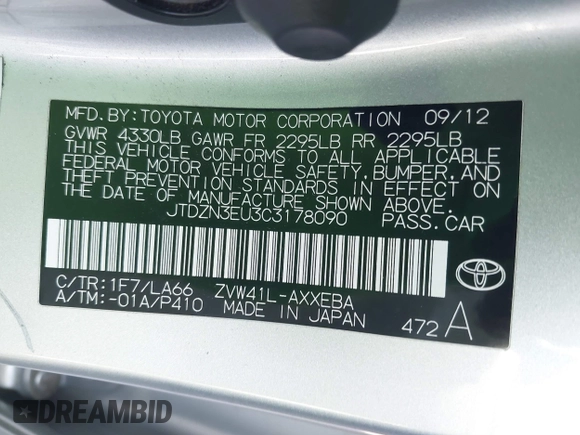 MFD. BY: TOYOTA MOTOR CORPORATION 09/12
GVWR 4330LB GAWR FR 2295LB RR 2295LB
THIS VEHICLE CONFORMS TO ALL APPLICABLE
FEDERAL MOTOR VEHICLE SAFETY, BUMPER, AND
THEFT PREVENTION STANDARDS IN EFFECT ON
THE DATE OF MANUFACTURE SHOWN ABOVE.
JTDZN3EU3C3178090 PASS. CAR
C/TR: 1F7/LA66 ZVW41L-AXXEBA
A/TM: -01A/P410 MADE IN JAPAN
472 A
DREAMBID